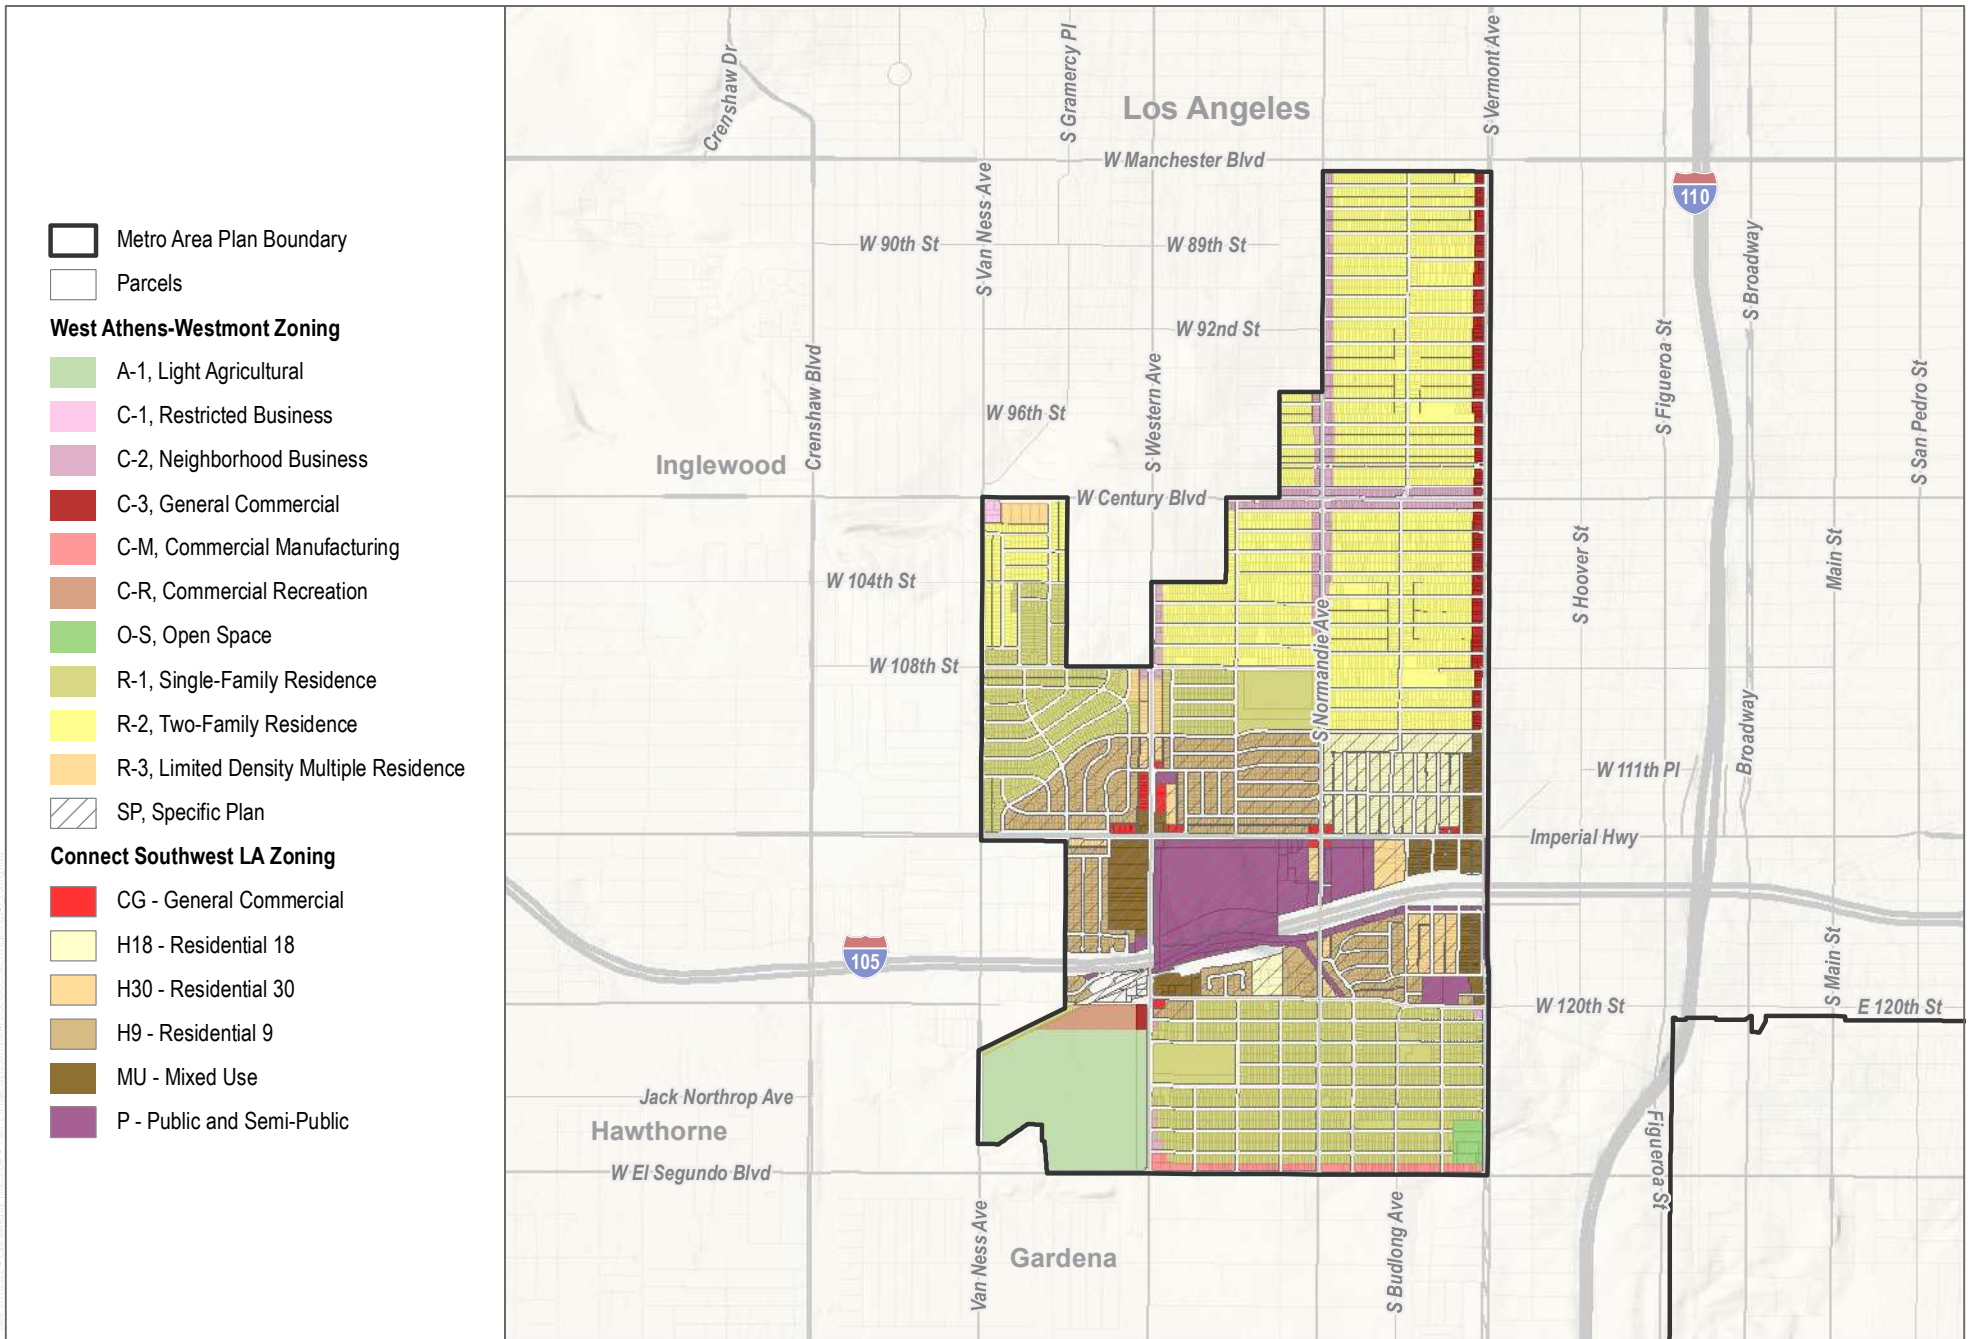 Metro Area Plan Boundary
Parcels
West Athens-Westmont Zoning
A-1, Light Agricultural
C-1, Restricted Business
C-2, Neighborhood Business
C-3, General Commercial
C-M, Commercial Manufacturing
C-R, Commercial Recreation
O-S, Open Space
R-1, Single-Family Residence
R-2, Two-Family Residence
R-3, Limited Density Multiple Residence
SP, Specific Plan
Connect Southwest LA Zoning
CG - General Commercial
H18 - Residential 18
H30 - Residential 30
H9 - Residential 9
MU - Mixed Use
P - Public and Semi-Public
Crenshaw Dr
S Gramercy Pl
Los Angeles
S Vermont Ave
W Manchester Blvd
110
S Van Ness Ave
W 90th St
W 89th St
S Broadway
W 92nd St
S Figueroa St
Crenshaw Blvd
S Western Ave
S San Pedro St
W 96th St
Inglewood
W Century Blvd
W 104th St
S Hoover St
Main St
S Normandie Ave
W 108th St
Broadway
W 111th Pl
Imperial Hwy
105
S Main St
W 120th St
E 120th St
Jack Northrop Ave
Hawthorne
W El Segundo Blvd
Figueroa St
Van Ness Ave
Gardena
S Budlong Ave